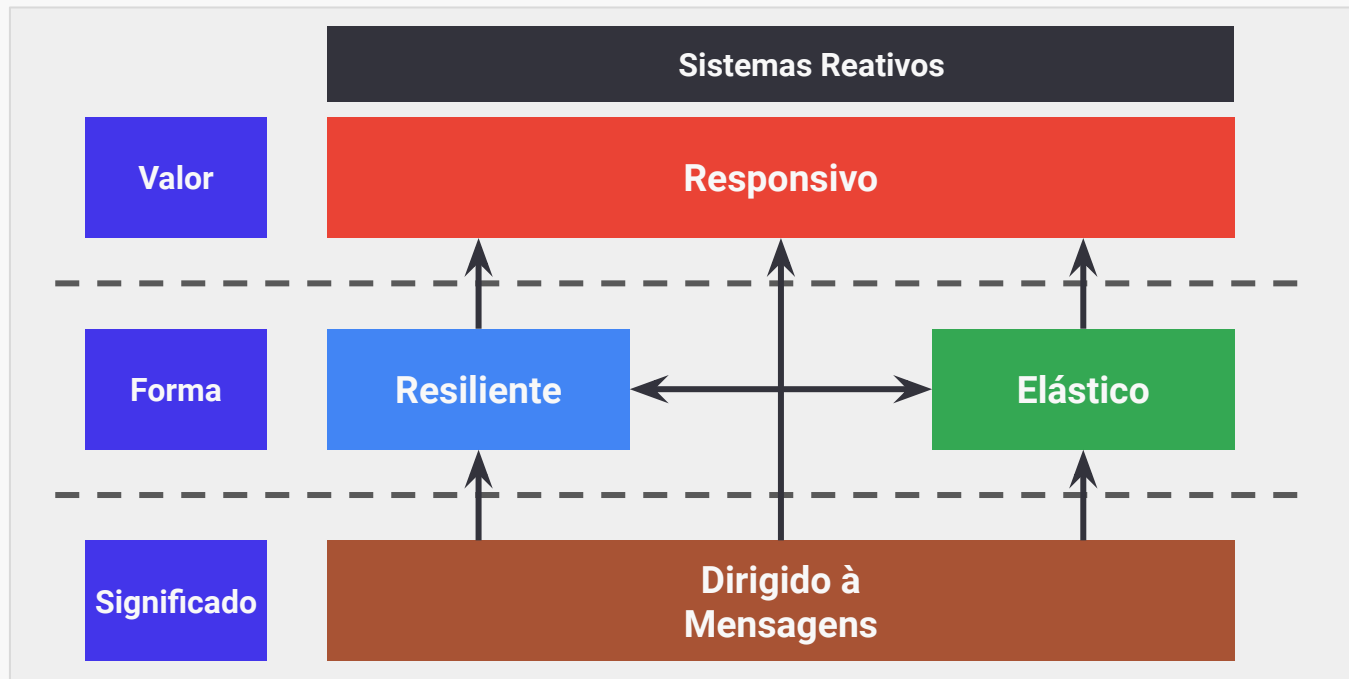 Sistemas Reativos
Valor
Responsivo
Forma
Resiliente
Elástico
Significado
Dirigido à
Mensagens